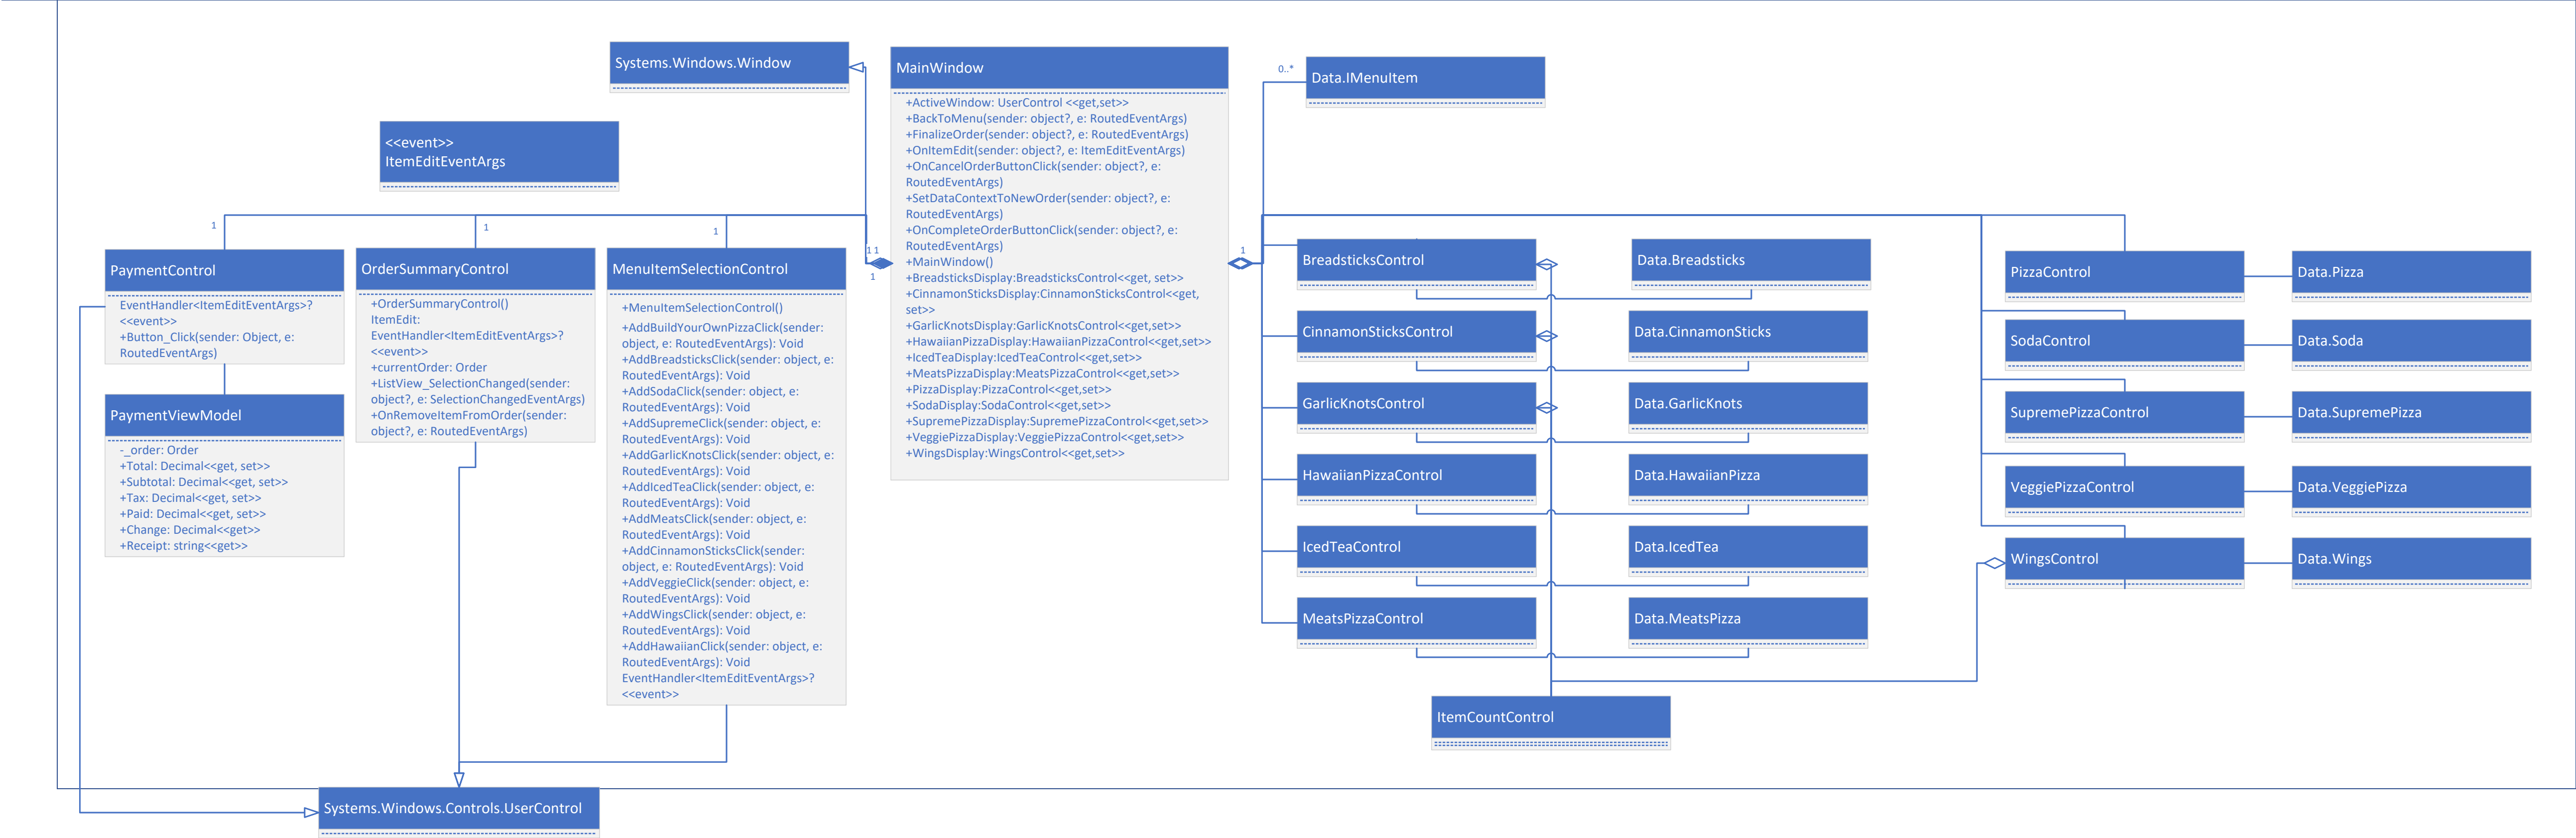 Systems.Windows.Window
<<event>>
ItemEditEventArgs
1
1
1
1 1
1
PaymentControl
EventHandler<ItemEditEventArgs>?
<<event>>
+Button_Click(sender: Object, e:
RoutedEventArgs)
PaymentViewModel
-_order: Order
+Total: Decimal<<get, set>>
+Subtotal: Decimal<<get, set>>
+Tax: Decimal<<get, set>>
+Paid: Decimal<<get, set>>
+Change: Decimal<<get>>
+Receipt: string<<get>>
OrderSummaryControl
+OrderSummaryControl()
ItemEdit:
EventHandler<ItemEditEventArgs>?
<<event>>
+currentOrder: Order
+ListView_SelectionChanged(sender:
object?, e: SelectionChangedEventArgs)
+OnRemoveItemFromOrder(sender:
object?, e: RoutedEventArgs)
MenuItemSelectionControl
+MenuItemSelectionControl()
+AddBuildYourOwnPizzaClick(sender:
object, e: RoutedEventArgs): Void
+AddBreadsticksClick(sender: object, e:
RoutedEventArgs): Void
+AddSodaClick(sender: object, e:
RoutedEventArgs): Void
+AddSupremeClick(sender: object, e:
RoutedEventArgs): Void
+AddGarlicKnotsClick(sender: object, e:
RoutedEventArgs): Void
+AddIcedTeaClick(sender: object, e:
RoutedEventArgs): Void
+AddMeatsClick(sender: object, e:
RoutedEventArgs): Void
+AddCinnamonSticksClick(sender:
object, e: RoutedEventArgs): Void
+AddVeggieClick(sender: object, e:
RoutedEventArgs): Void
+AddWingsClick(sender: object, e:
RoutedEventArgs): Void
+AddHawaiianClick(sender: object, e:
RoutedEventArgs): Void
EventHandler<ItemEditEventArgs>?
<<event>>
Systems.Windows.Controls.UserControl
MainWindow
+ActiveWindow: UserControl <<get,set>>
+BackToMenu(sender: object?, e: RoutedEventArgs)
+FinalizeOrder(sender: object?, e: RoutedEventArgs)
+OnItemEdit(sender: object?, e: ItemEditEventArgs)
+OnCancelOrderButtonClick(sender: object?, e:
RoutedEventArgs)
+SetDataContextToNewOrder(sender: object?, e:
RoutedEventArgs)
+OnCompleteOrderButtonClick(sender: object?, e:
RoutedEventArgs)
+MainWindow()
+BreadsticksDisplay:BreadsticksControl<<get, set>>
+CinnamonSticksDisplay:CinnamonSticksControl<<get,
set>>
+GarlicKnotsDisplay:GarlicKnotsControl<<get,set>>
+HawaiianPizzaDisplay:HawaiianPizzaControl<<get,set>>
+IcedTeaDisplay:IcedTeaControl<<get,set>>
+MeatsPizzaDisplay:MeatsPizzaControl<<get,set>>
+PizzaDisplay:PizzaControl<<get,set>>
+SodaDisplay:SodaControl<<get,set>>
+SupremePizzaDisplay:SupremePizzaControl<<get,set>>
+VeggiePizzaDisplay:VeggiePizzaControl<<get,set>>
+WingsDisplay:WingsControl<<get,set>>
0..*
Data.IMenuItem
1
BreadsticksControl
Data.Breadsticks
CinnamonSticksControl
Data.CinnamonSticks
GarlicKnotsControl
Data.GarlicKnots
HawaiianPizzaControl
Data.HawaiianPizza
IcedTeaControl
Data.IcedTea
MeatsPizzaControl
Data.MeatsPizza
ItemCountControl
PizzaControl
Data.Pizza
SodaControl
Data.Soda
SupremePizzaControl
Data.SupremePizza
VeggiePizzaControl
Data.VeggiePizza
WingsControl
Data.Wings